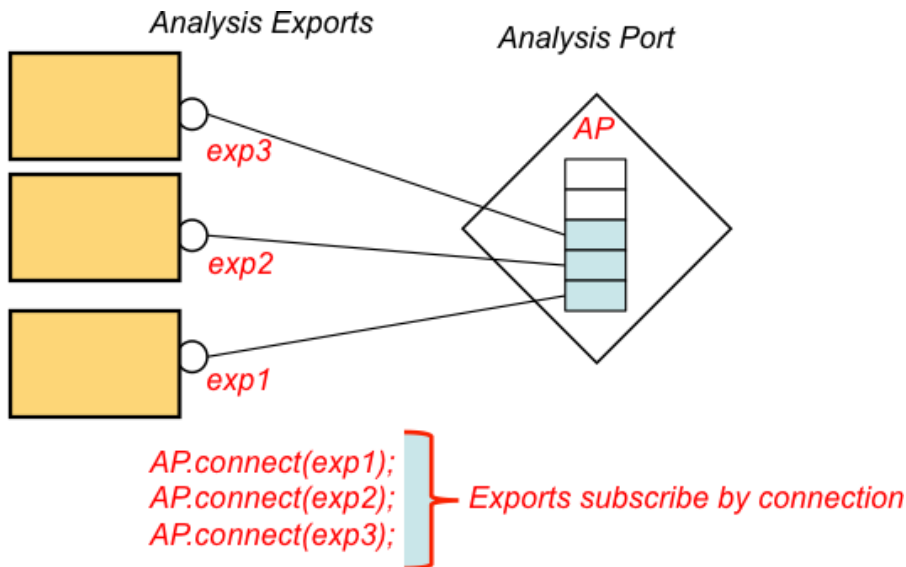 Analysis Exports
Analysis Port
AP
exp3
exp2
exp1
AP.connect(exp1);
AP.connect(exp2);
AP.connect(exp3);
Exports subscribe by connection